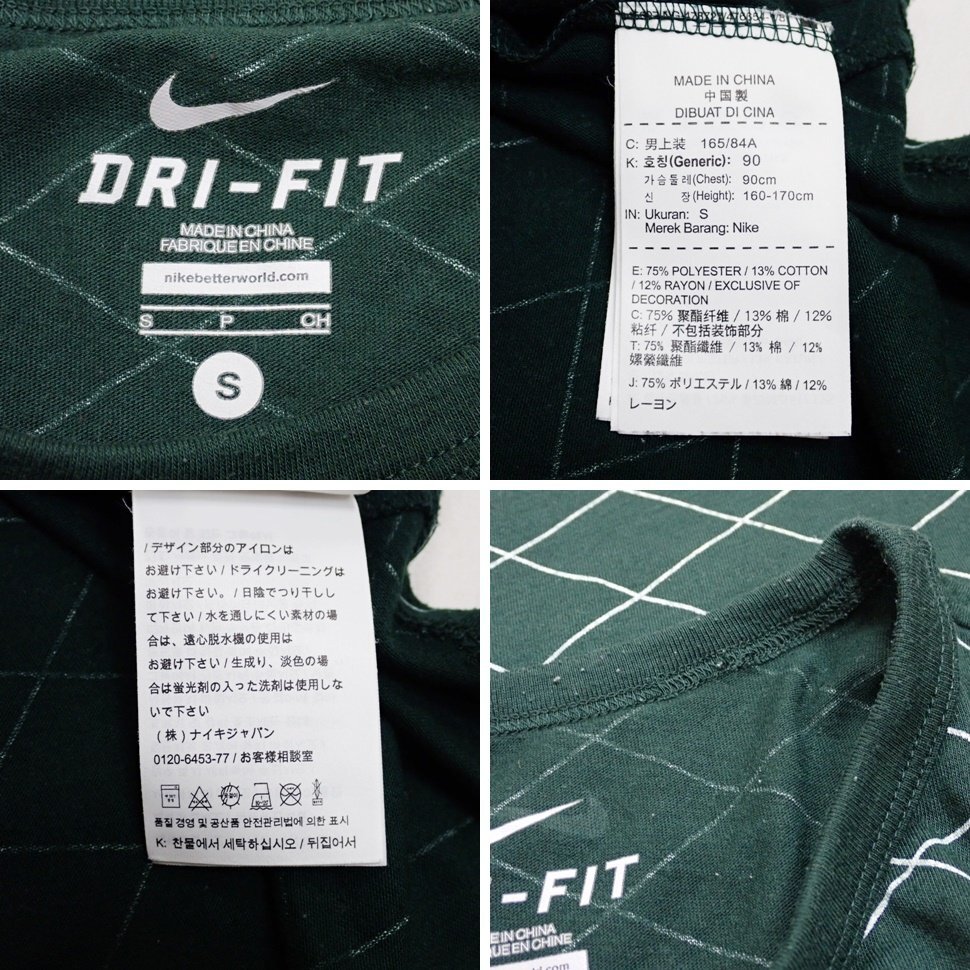 DRI-FIT
MADE IN CHINA
FABRIQUE EN CHINE
nikebetterworld.com
S P CH
S
MADE IN CHINA
中国製
DIBUAT DI CINA
C: 男上装 165/84A
K: 호칭(Generic): 90
가슴둘레(Chest): 90cm
신 장(Height): 160-170cm
IN: Ukuran: S
Merek Barang: Nike
E: 75% POLYESTER / 13% COTTON
/ 12% RAYON / EXCLUSIVE OF
DECORATION
C: 75% 聚酯纤维 / 13% 棉 / 12%
粘纤 / 不包括装饰部分
T: 75% 聚酯纖維 / 13% 棉 / 12%
嫘縈纖維
J: 75% ポリエステル / 13% 綿 / 12%
レーヨン
/ デザイン部分のアイロンは
お避け下さい / ドライクリーニングは
お避け下さい。/ 日陰でつり干しし
て下さい / 水を通しにくい素材の場
合は、遠心脱水機の使用は
お避け下さい / 生成り、淡色の場
合は蛍光剤の入った洗剤は使用しな
いで下さい
(株) ナイキジャパン
0120-6453-77 / お客様相談室
품질 경영 및 공산품 안전관리법에 의한 표시
K: 찬물에서 세탁하십시오 / 뒤집어서
-FIT
E IN CHINA
UE EN CHINE
world.com